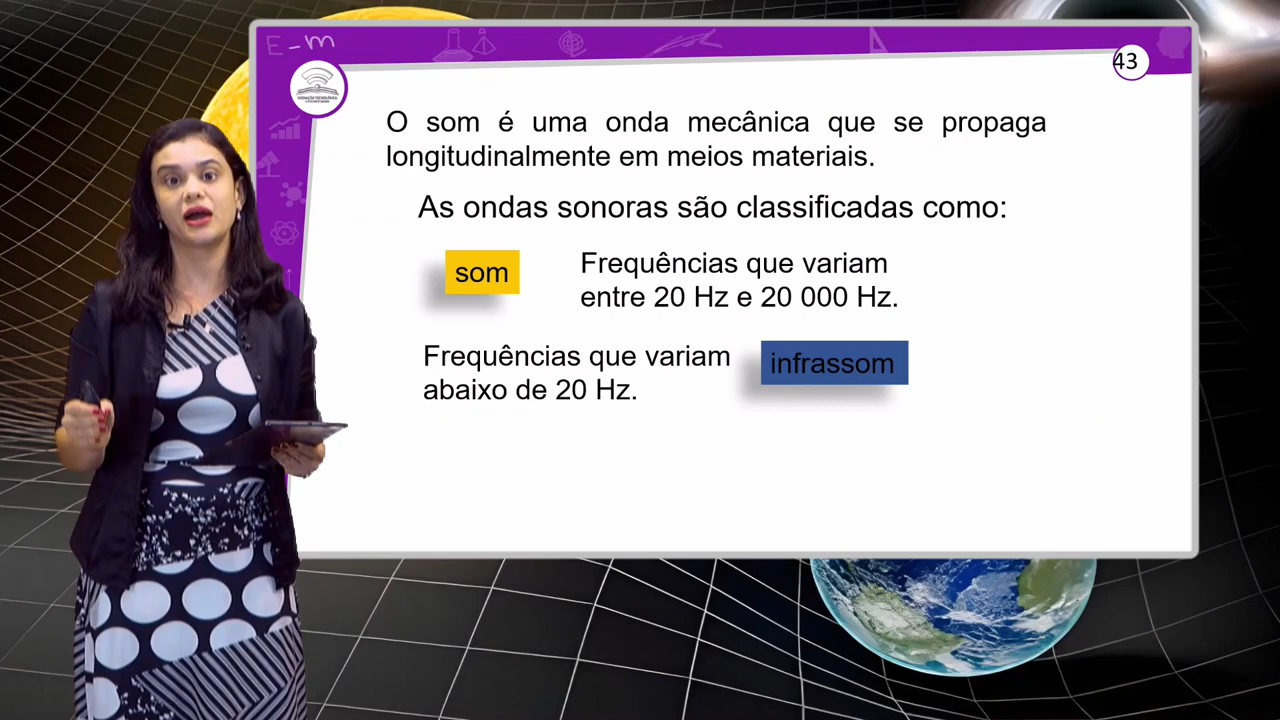 E-m
43
O som é uma onda mecânica que se propaga
longitudinalmente em meios materiais.
As ondas sonoras são classificadas como:
som
Frequências que variam
entre 20 Hz e 20 000 Hz.
Frequências que variam
abaixo de 20 Hz.
infrassom